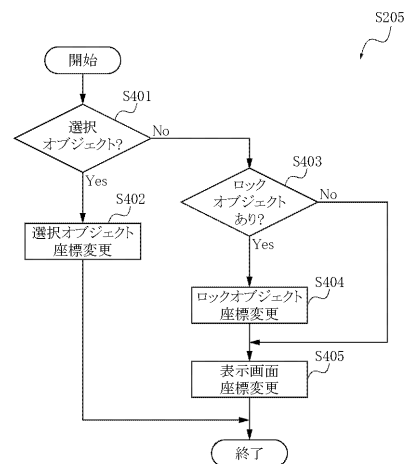 S205
開始
S401
選択
オブジェクト?
No
Yes
S402
選択オブジェクト
座標変更
S403
ロック
オブジェクト
あり?
No
Yes
S404
ロックオブジェクト
座標変更
S405
表示画面
座標変更
終了